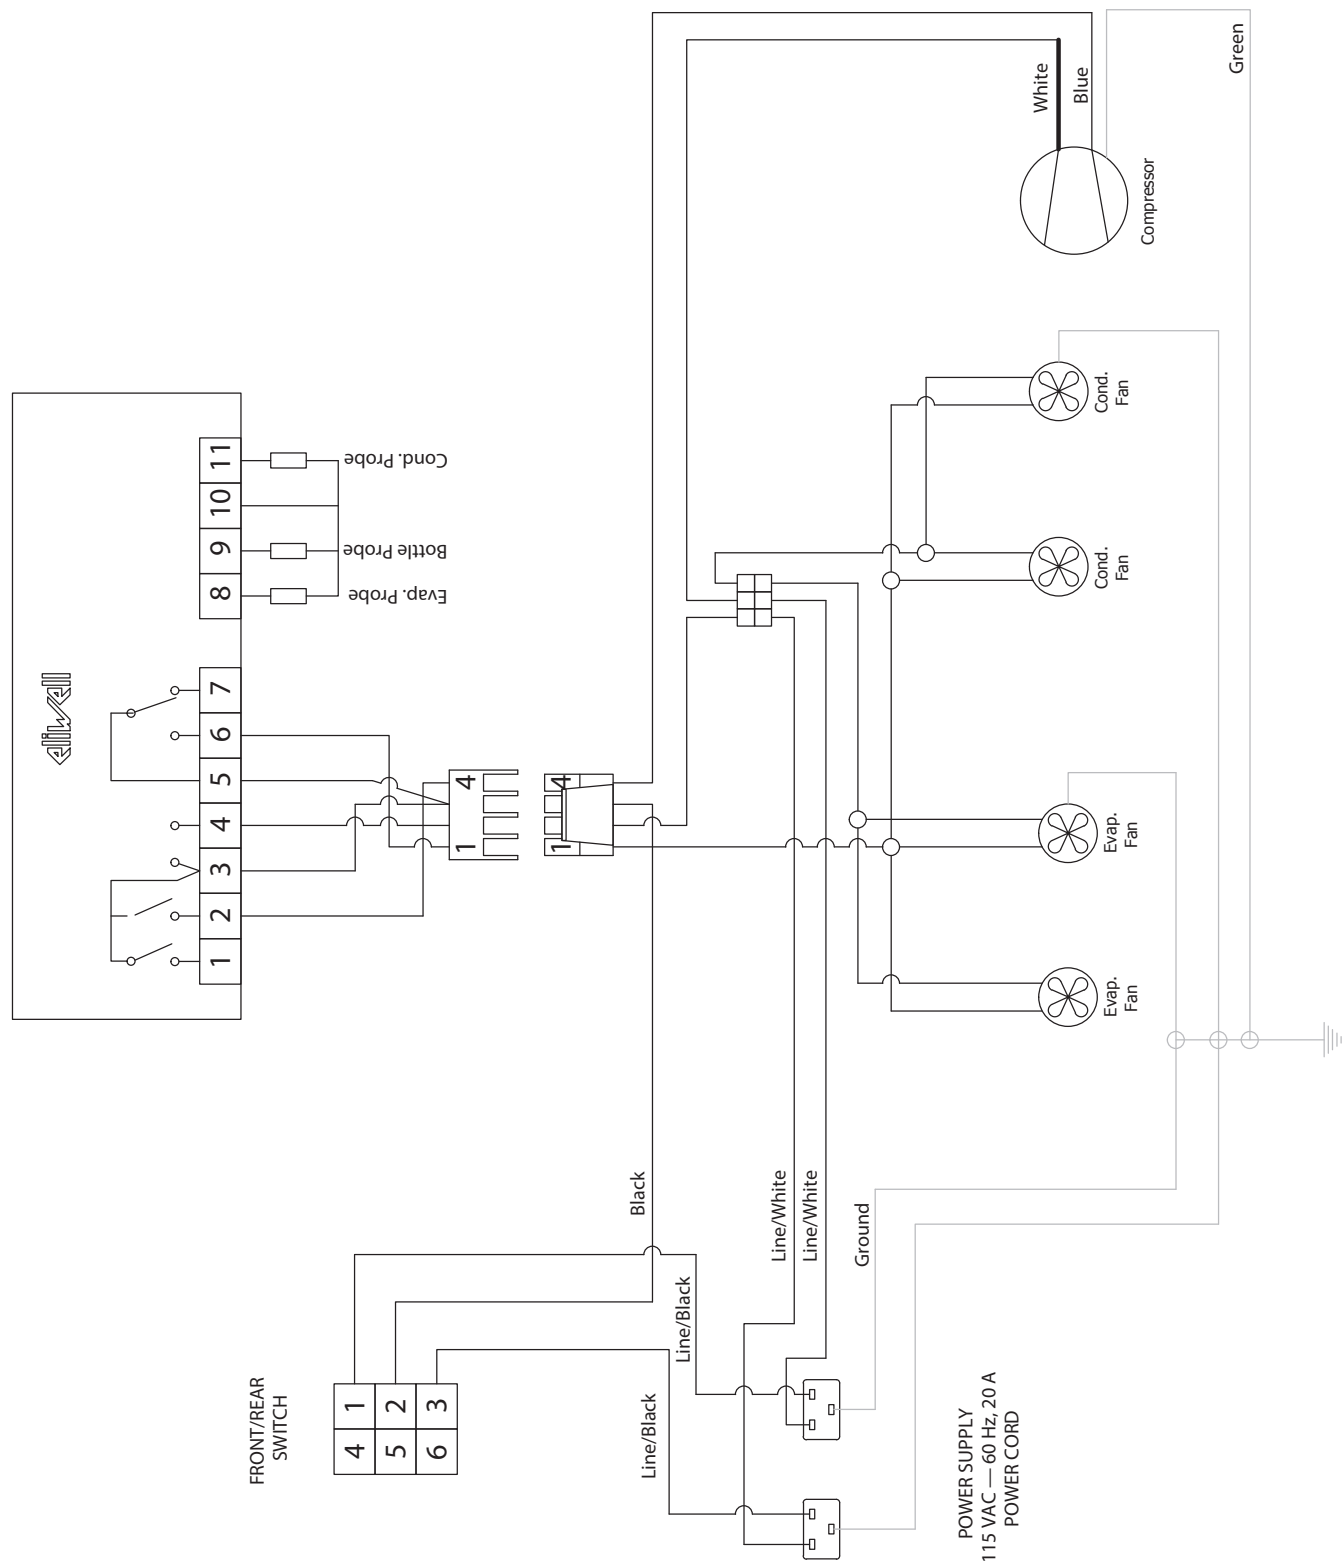 eliwell
1
2
3
4
5
6
7
8
9
10
11
Evap. Probe
Bottle Probe
Cond. Probe
1
4
1
4
White
Blue
Green
Compressor
Cond.
Fan
Cond.
Fan
Evap.
Fan
Evap.
Fan
Black
Line/White
Line/White
Ground
Line/Black
Line/Black
FRONT/REAR
SWITCH
4 1
5 2
6 3
POWER SUPPLY
115 VAC — 60 Hz, 20 A
POWER CORD